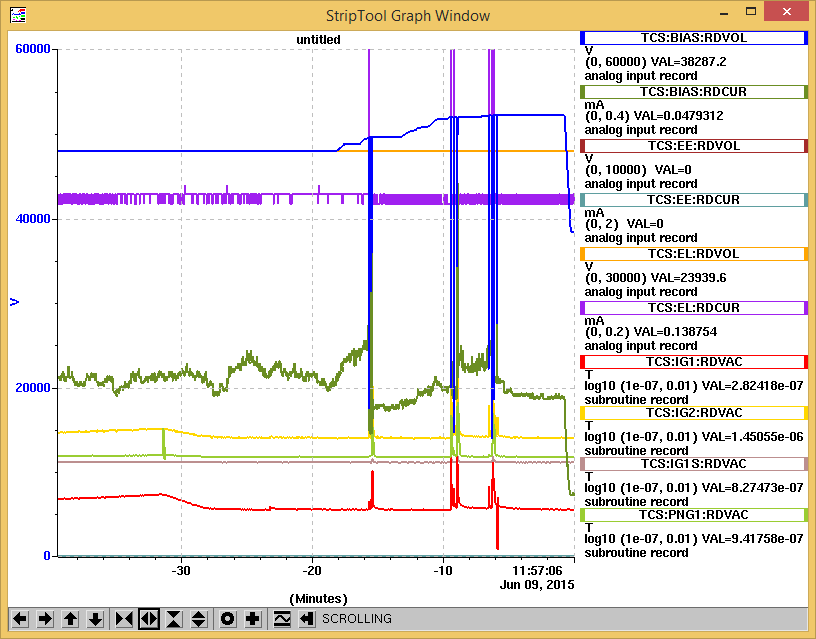 StripTool Graph Window
untitled
60000
40000
20000
0
V
-30
-20
-10
11:57:06
Jun 09, 2015
(Minutes)
TCS:BIAS:RDVOL
V
(0, 60000) VAL=38287.2
analog input record
TCS:BIAS:RDCUR
mA
(0, 0.4) VAL=0.0479312
analog input record
TCS:EE:RDVOL
V
(0, 10000) VAL=0
analog input record
TCS:EE:RDCUR
mA
(0, 2) VAL=0
analog input record
TCS:EL:RDVOL
V
(0, 30000) VAL=23939.6
analog input record
TCS:EL:RDCUR
mA
(0, 0.2) VAL=0.138754
analog input record
TCS:IG1:RDVAC
T
log10 (1e-07, 0.01) VAL=2.82418e-07
subroutine record
TCS:IG2:RDVAC
T
log10 (1e-07, 0.01) VAL=1.45055e-06
subroutine record
TCS:IG1S:RDVAC
T
log10 (1e-07, 0.01) VAL=8.27473e-07
subroutine record
TCS:PNG1:RDVAC
T
log10 (1e-07, 0.01) VAL=9.41758e-07
subroutine record
SCROLLING